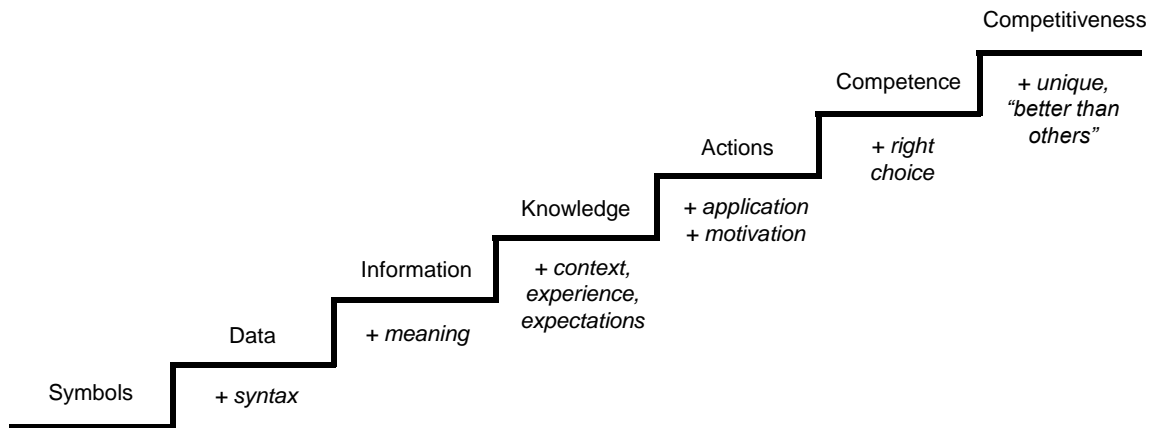 Competitiveness
+ unique,
“better than
others”
Competence
+ right
choice
Actions
+ application
+ motivation
Knowledge
+ context,
experience,
expectations
Information
+ meaning
Data
+ syntax
Symbols